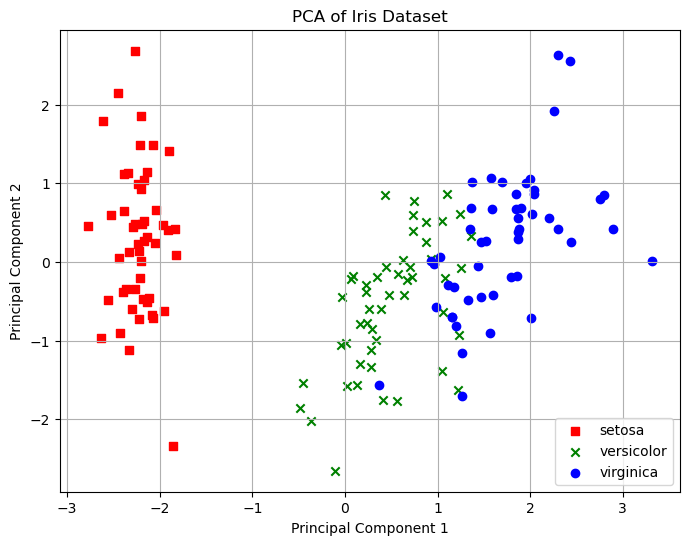 PCA of Iris Dataset
Principal Component 2
2
1
0
−1
−2
−3
−2
−1
0
1
2
3
Principal Component 1
setosa
versicolor
virginica